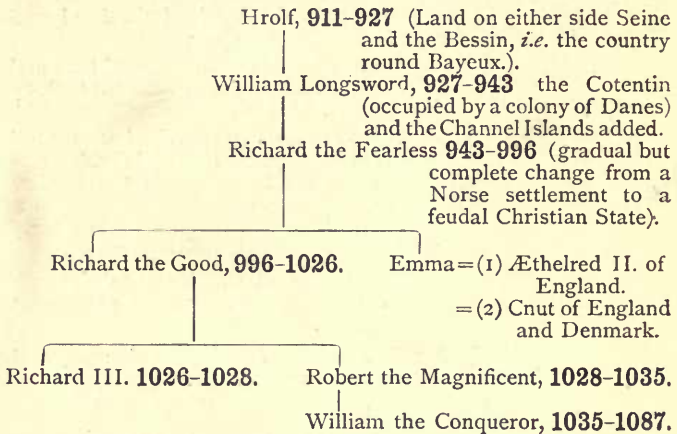 Hrolf, 911–927 (Land on either side Seine
and the Bessin, i.e. the country
round Bayeux.).
William Longsword, 927–943 the Cotentin
(occupied by a colony of Danes)
and the Channel Islands added.
Richard the Fearless 943–996 (gradual but
complete change from a
Norse settlement to a
feudal Christian State).
Richard the Good, 996–1026.
Emma=(1) Æthelred II. of
England.
=(2) Cnut of England
and Denmark.
Richard III. 1026–1028.
Robert the Magnificent, 1028–1035.
William the Conqueror, 1035–1087.